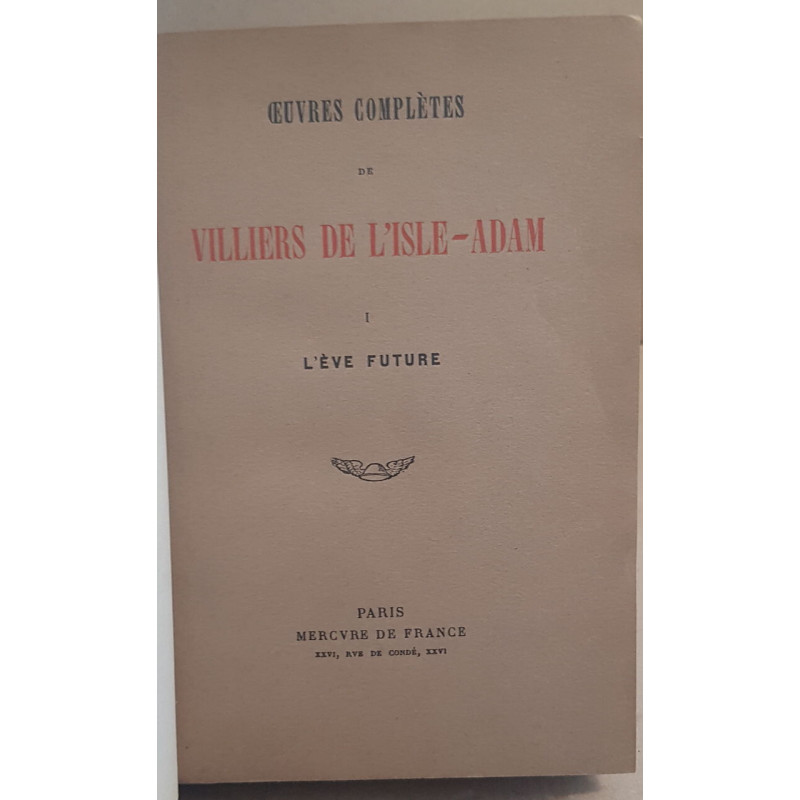 ŒUVRES COMPLÈTES
DE
VILLIERS DE L'ISLE-ADAM
I
L'ÈVE FUTURE
PARIS
MERCVRE DE FRANCE
XXVI, RVE DE CONDÉ, XXVI